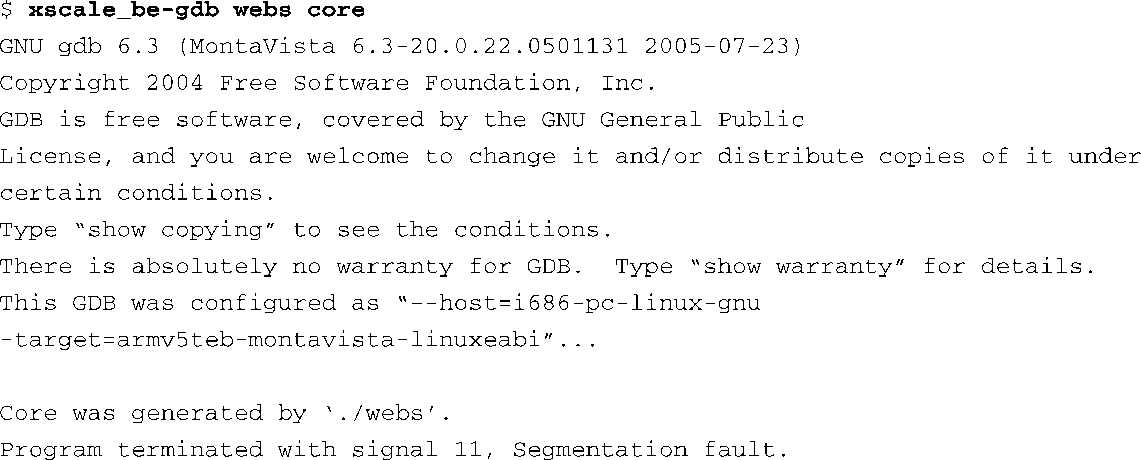 $ xscale_be-gdb webs core
GNU gdb 6.3 (MontaVista 6.3-20.0.22.0501131 2005-07-23)
Copyright 2004 Free Software Foundation, Inc.
GDB is free software, covered by the GNU General Public
License, and you are welcome to change it and/or distribute copies of it under
certain conditions.
Type “show copying” to see the conditions.
There is absolutely no warranty for GDB.  Type “show warranty” for details.
This GDB was configured as “--host=i686-pc-linux-gnu
-target=armv5teb-montavista-linuxeabi”...
Core was generated by ‘./webs’.
Program terminated with signal 11, Segmentation fault.